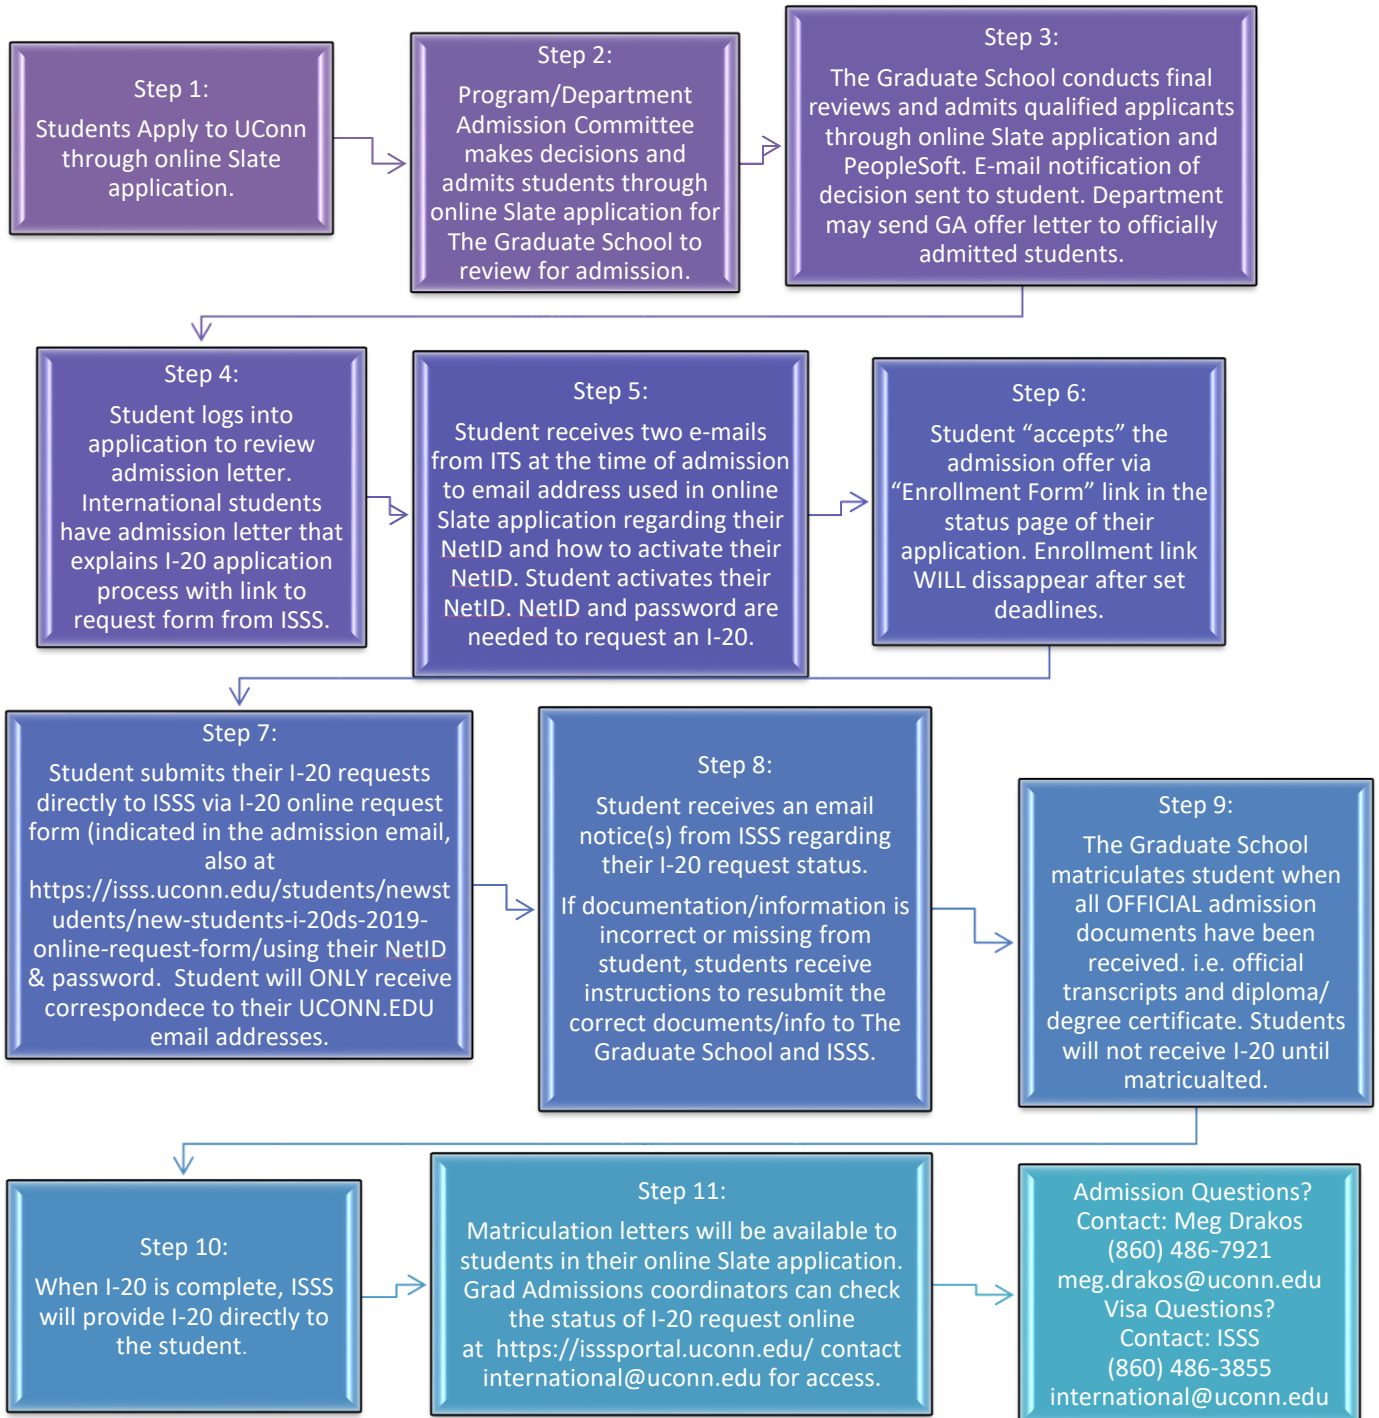 Step 1:
Students Apply to UConn
through online Slate
application.
Step 2:
Program/Department
Admission Committee
makes decisions and
admits students through
online Slate application for
The Graduate School to
review for admission.
Step 3:
The Graduate School conducts final
reviews and admits qualified applicants
through online Slate application and
PeopleSoft. E-mail notification of
decision sent to student. Department
may send GA offer letter to officially
admitted students.
Step 4:
Student logs into
application to review
admission letter.
International students
have admission letter that
explains I-20 application
process with link to
request form from ISSS.
Step 5:
Student receives two e-mails
from ITS at the time of admission
to email address used in online
Slate application regarding their
NetID and how to activate their
NetID. Student activates their
NetID. NetID and password are
needed to request an I-20.
Step 6:
Student “accepts” the
admission offer via
“Enrollment Form” link in the
status page of their
application. Enrollment link
WILL dissappear after set
deadlines.
Step 7:
Student submits their I-20 requests
directly to ISSS via I-20 online request
form (indicated in the admission email,
also at
https://isss.uconn.edu/students/newst
udents/new-students-i-20ds-2019-
online-request-form/using their NetID
& password.  Student will ONLY receive
correspondece to their UCONN.EDU
email addresses.
Step 8:
Student receives an email
notice(s) from ISSS regarding
their I-20 request status.
If documentation/information is
incorrect or missing from
student, students receive
instructions to resubmit the
correct documents/info to The
Graduate School and ISSS.
Step 9:
The Graduate School
matriculates student when
all OFFICIAL admission
documents have been
received. i.e. official
transcripts and diploma/
degree certificate. Students
will not receive I-20 until
matricualted.
Step 10:
When I-20 is complete, ISSS
will provide I-20 directly to
the student.
Step 11:
Matriculation letters will be available to
students in their online Slate application.
Grad Admissions coordinators can check
the status of I-20 request online
at  https://isssportal.uconn.edu/ contact
international@uconn.edu for access.
Admission Questions?
Contact: Meg Drakos
(860) 486-7921
meg.drakos@uconn.edu
Visa Questions?
Contact: ISSS
(860) 486-3855
international@uconn.edu